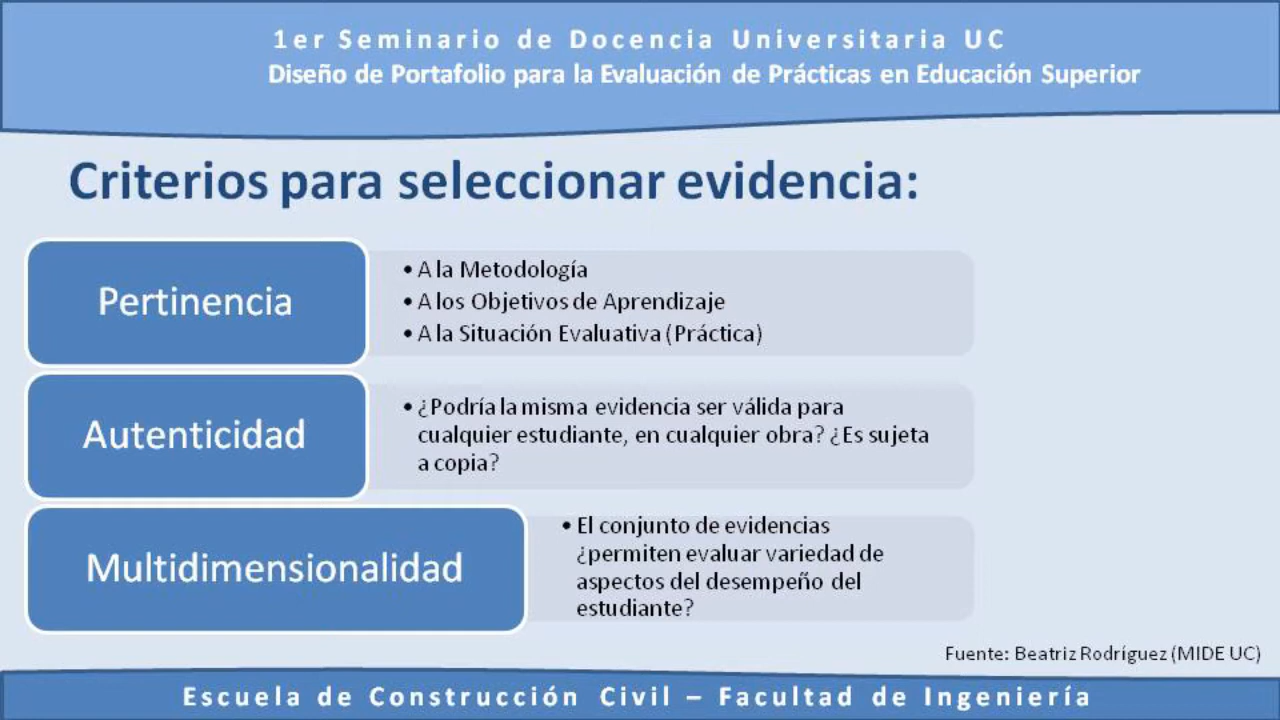 1er Seminario de Docencia Universitaria UC
Diseño de Portafolio para la Evaluación de Prácticas en Educación Superior
Criterios para seleccionar evidencia:
Pertinencia
• A la Metodología
• A los Objetivos de Aprendizaje
• A la Situación Evaluativa (Práctica)
Autenticidad
• ¿Podría la misma evidencia ser válida para
cualquier estudiante, en cualquier obra? ¿Es sujeta
a copia?
Multidimensionalidad
• El conjunto de evidencias
¿permiten evaluar variedad de
aspectos del desempeño del
estudiante?
Fuente: Beatriz Rodríguez (MIDE UC)
Escuela de Construcción Civil – Facultad de Ingeniería